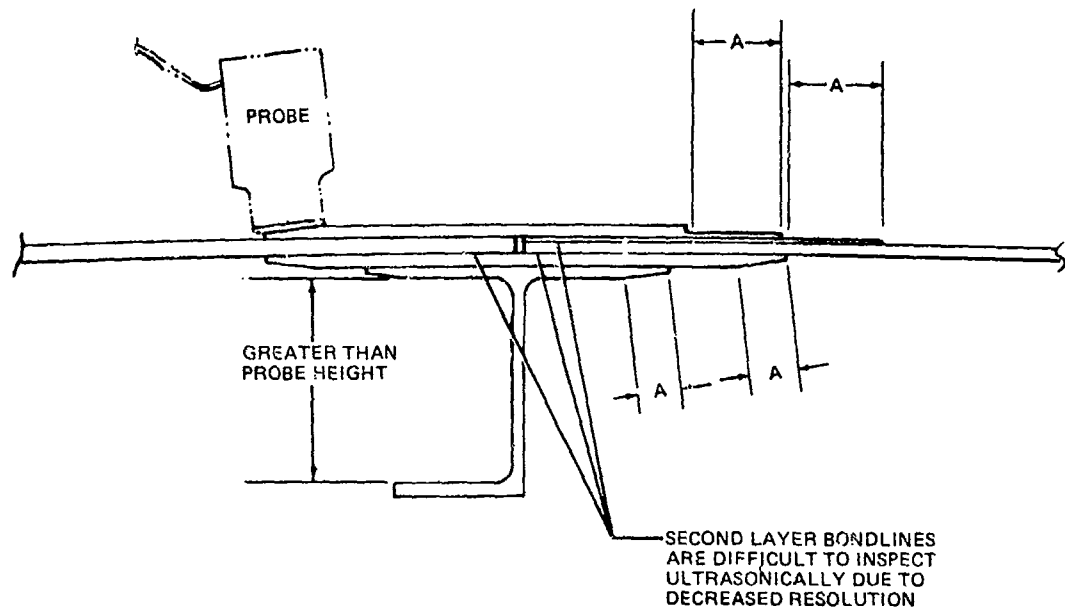 A
A
PROBE
GREATER THAN
PROBE HEIGHT
A
A
SECOND LAYER BONDLINES
ARE DIFFICULT TO INSPECT
ULTRASONICALLY DUE TO
DECREASED RESOLUTION